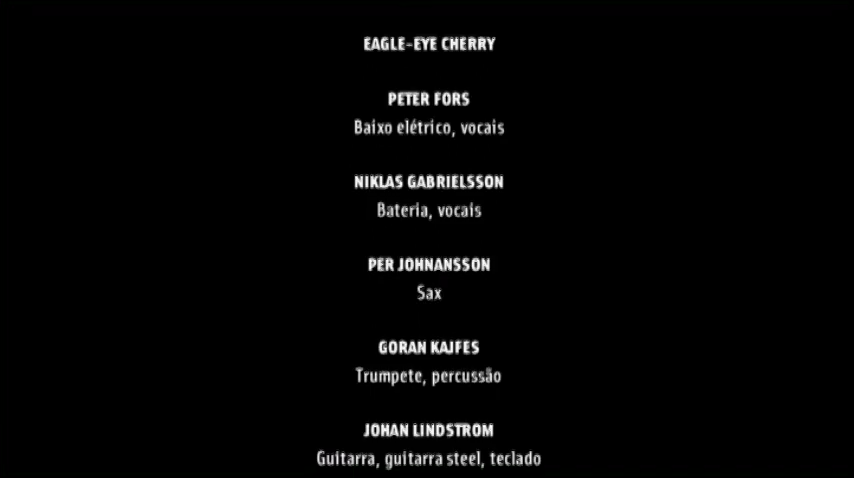 EAGLE-EYE CHERRY
PETER FORS
Baixo elétrico, vocais
NIKLAS GABRIELSSON
Bateria, vocais
PER JOHNANSSON
Sax
GORAN KAJFES
Trumpete, percussão
JOHAN LINDSTROM
Guitarra, guitarra steel, teclado